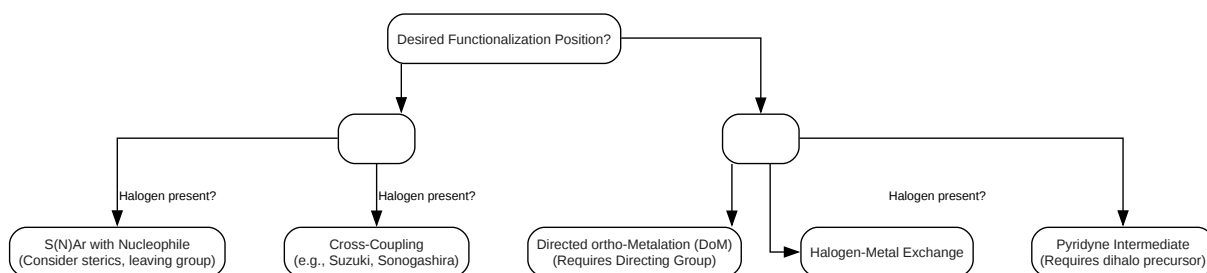 Desired Functionalization Position?
Halogen present?
Halogen present?
Halogen present?
S(N)Ar with Nucleophile
(Consider sterics, leaving group)
Cross-Coupling
(e.g., Suzuki, Sonogashira)
Directed ortho-Metalation (DoM)
(Requires Directing Group)
Halogen-Metal Exchange
Pyridyne Intermediate
(Requires dihalo precursor)